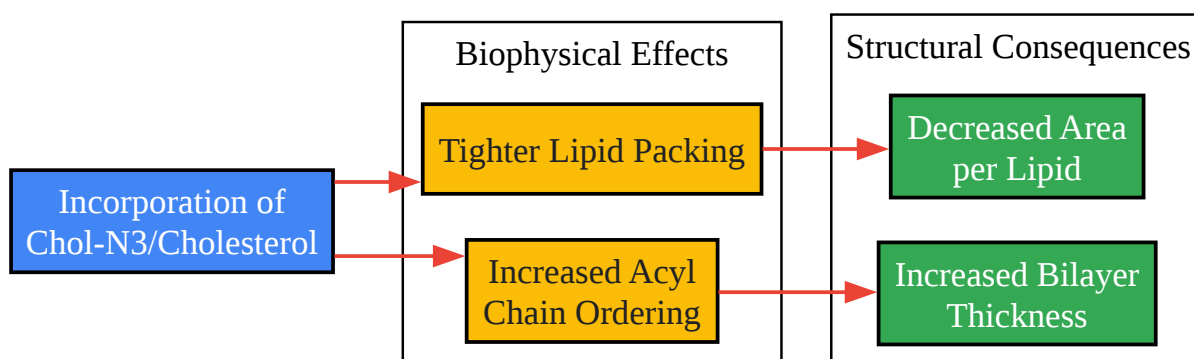 Biophysical Effects
Structural Consequences
Tighter Lipid Packing
Decreased Area
per Lipid
Incorporation of
Chol-N3/Cholesterol
Increased Acyl
Chain Ordering
Increased Bilayer
Thickness